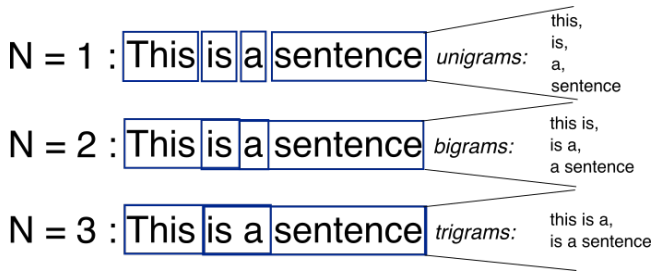 N = 1 : This is a sentence unigrams:
this,
is,
a,
sentence
N = 2 : This is a sentence bigrams:
this is,
is a,
a sentence
N = 3 : This is a sentence trigrams:
this is a,
is a sentence